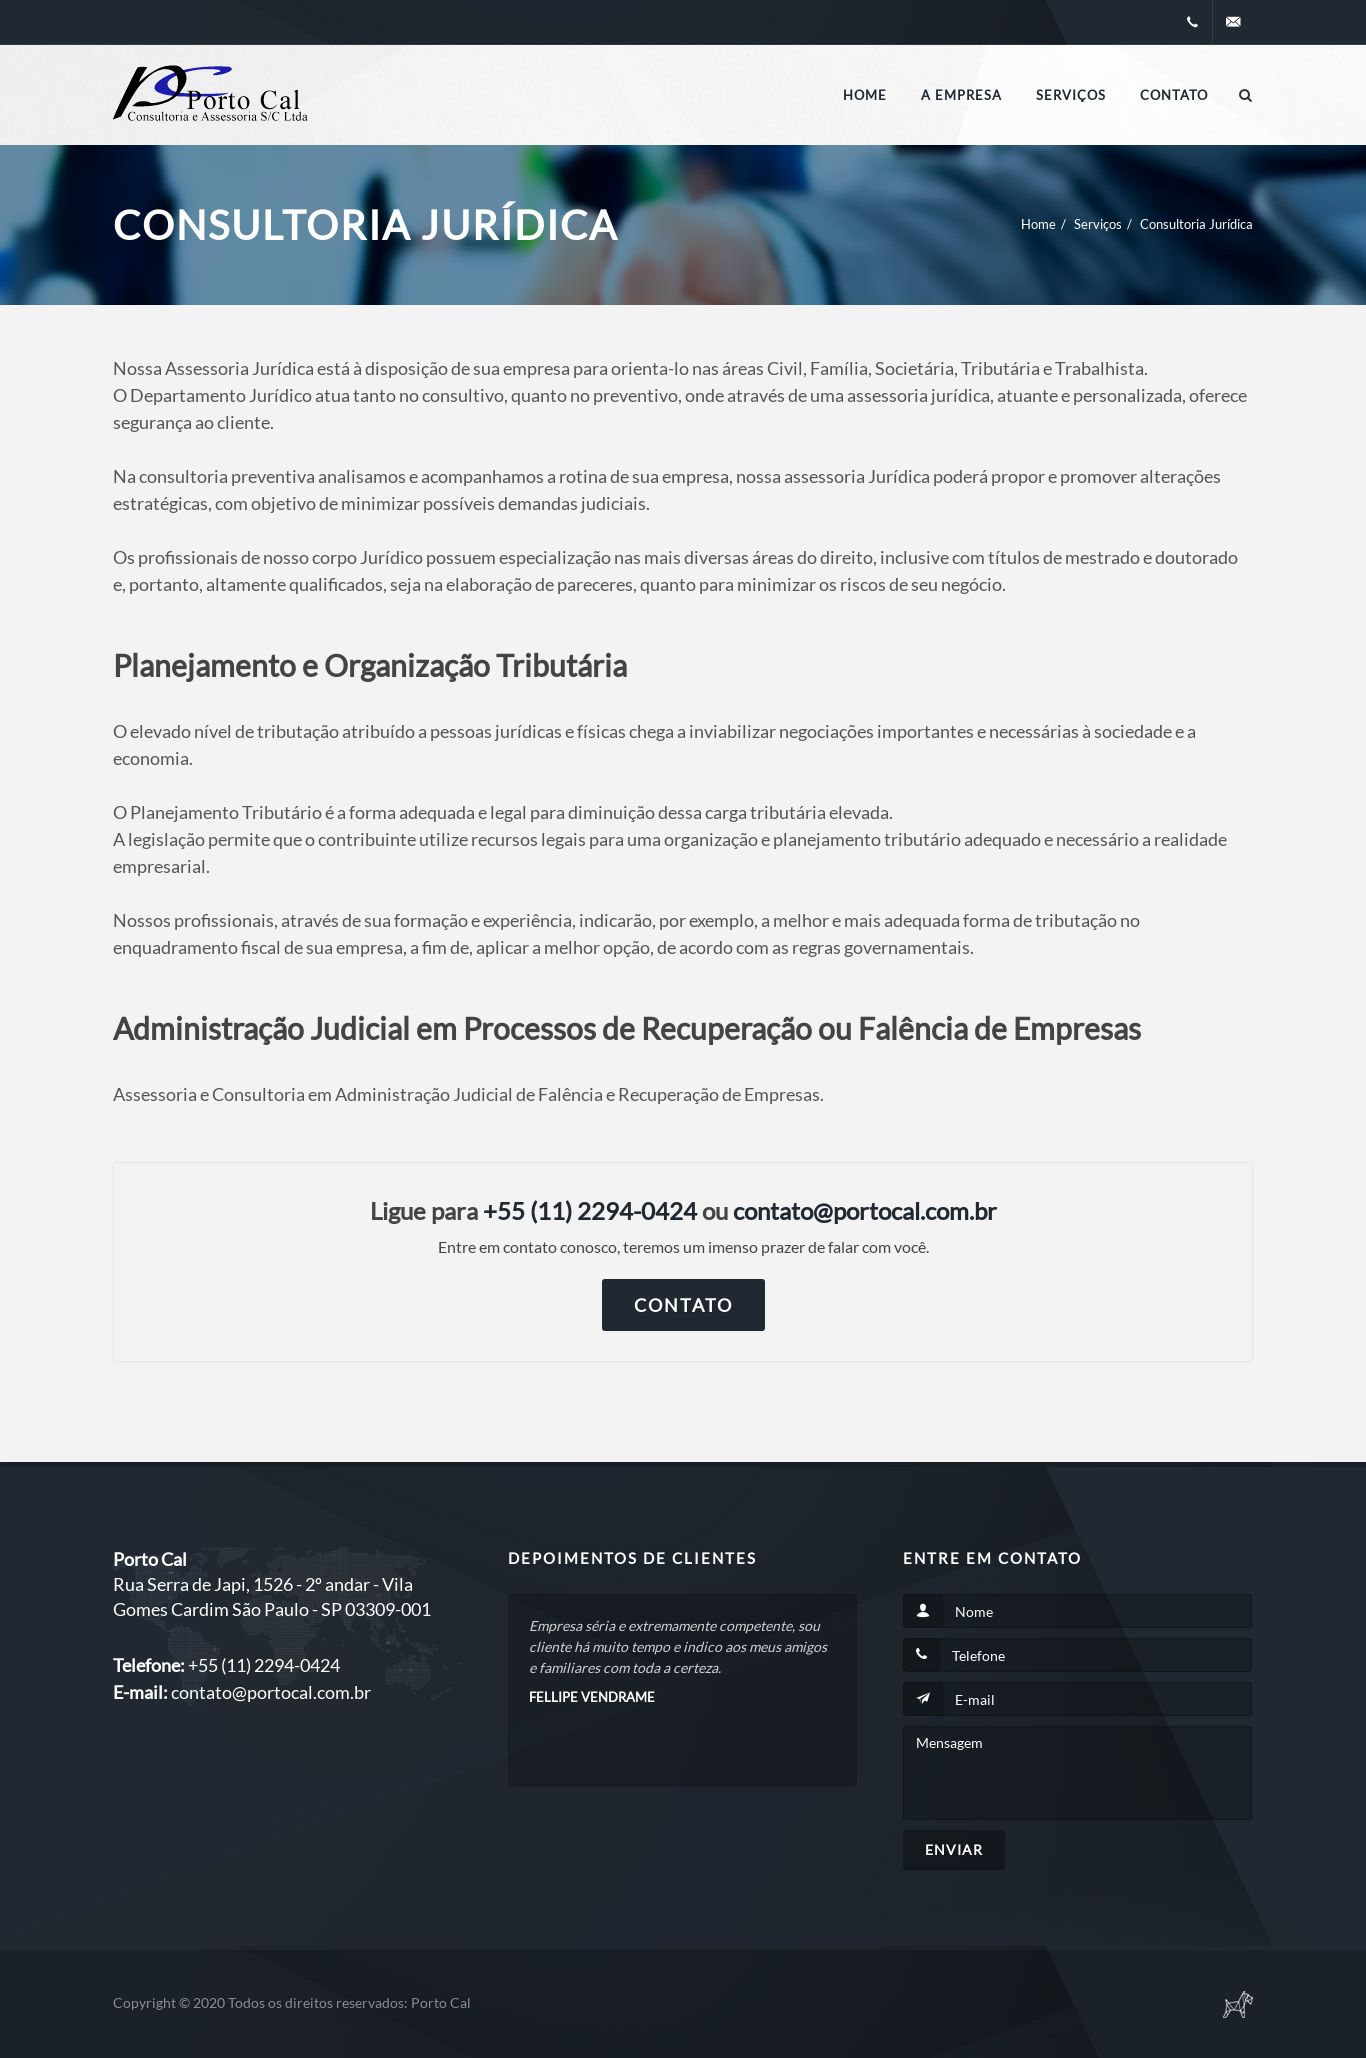 Porto Cal
Consultoria e Assessoria S/C Ltda
HOME
A EMPRESA
SERVIÇOS
CONTATO
CONSULTORIA JURÍDICA
Home / Serviços / Consultoria Jurídica
Nossa Assessoria Jurídica está à disposição de sua empresa para orienta-lo nas áreas Civil, Família, Societária, Tributária e Trabalhista.
O Departamento Jurídico atua tanto no consultivo, quanto no preventivo, onde através de uma assessoria jurídica, atuante e personalizada, oferece
segurança ao cliente.
Na consultoria preventiva analisamos e acompanhamos a rotina de sua empresa, nossa assessoria Jurídica poderá propor e promover alterações
estratégicas, com objetivo de minimizar possíveis demandas judiciais.
Os profissionais de nosso corpo Jurídico possuem especialização nas mais diversas áreas do direito, inclusive com títulos de mestrado e doutorado
e, portanto, altamente qualificados, seja na elaboração de pareceres, quanto para minimizar os riscos de seu negócio.
Planejamento e Organização Tributária
O elevado nível de tributação atribuído a pessoas jurídicas e físicas chega a inviabilizar negociações importantes e necessárias à sociedade e a
economia.
O Planejamento Tributário é a forma adequada e legal para diminuição dessa carga tributária elevada.
A legislação permite que o contribuinte utilize recursos legais para uma organização e planejamento tributário adequado e necessário a realidade
empresarial.
Nossos profissionais, através de sua formação e experiência, indicarão, por exemplo, a melhor e mais adequada forma de tributação no
enquadramento fiscal de sua empresa, a fim de, aplicar a melhor opção, de acordo com as regras governamentais.
Administração Judicial em Processos de Recuperação ou Falência de Empresas
Assessoria e Consultoria em Administração Judicial de Falência e Recuperação de Empresas.
Ligue para +55 (11) 2294-0424 ou contato@portocal.com.br
Entre em contato conosco, teremos um imenso prazer de falar com você.
CONTATO
Porto Cal
Rua Serra de Japi, 1526 - 2º andar - Vila
Gomes Cardim São Paulo - SP 03309-001
Telefone: +55 (11) 2294-0424
E-mail: contato@portocal.com.br
DEPOIMENTOS DE CLIENTES
Empresa séria e extremamente competente, sou
cliente há muito tempo e indico aos meus amigos
e familiares com toda a certeza.
FELLIPE VENDRAME
ENTRE EM CONTATO
Nome
Telefone
E-mail
Mensagem
ENVIAR
Copyright © 2020 Todos os direitos reservados: Porto Cal